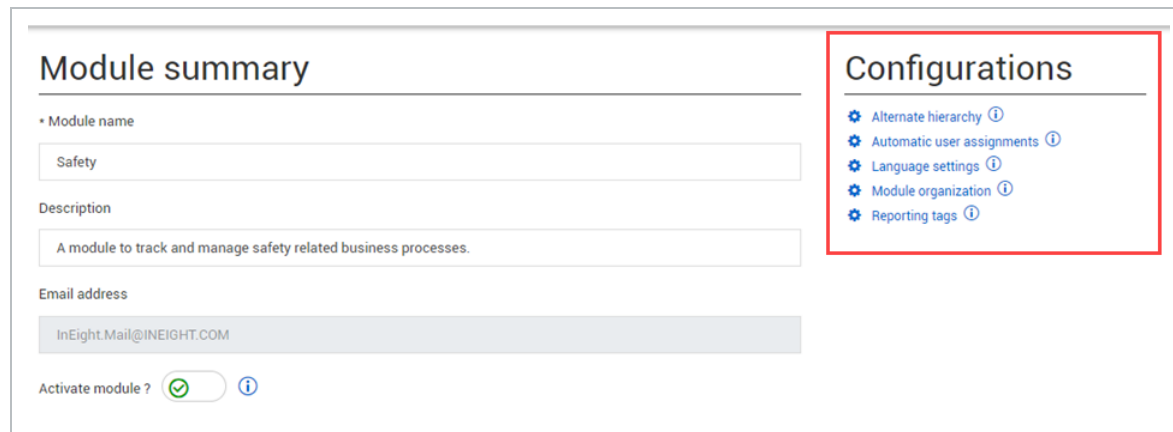 Module summary
• Module name
Safety
Description
A module to track and manage safety related business processes.
Email address
InEight.Mail@INEIGHT.COM
Activate module ?
Configurations
Alternate hierarchy
Automatic user assignments
Language settings
Module organization
Reporting tags